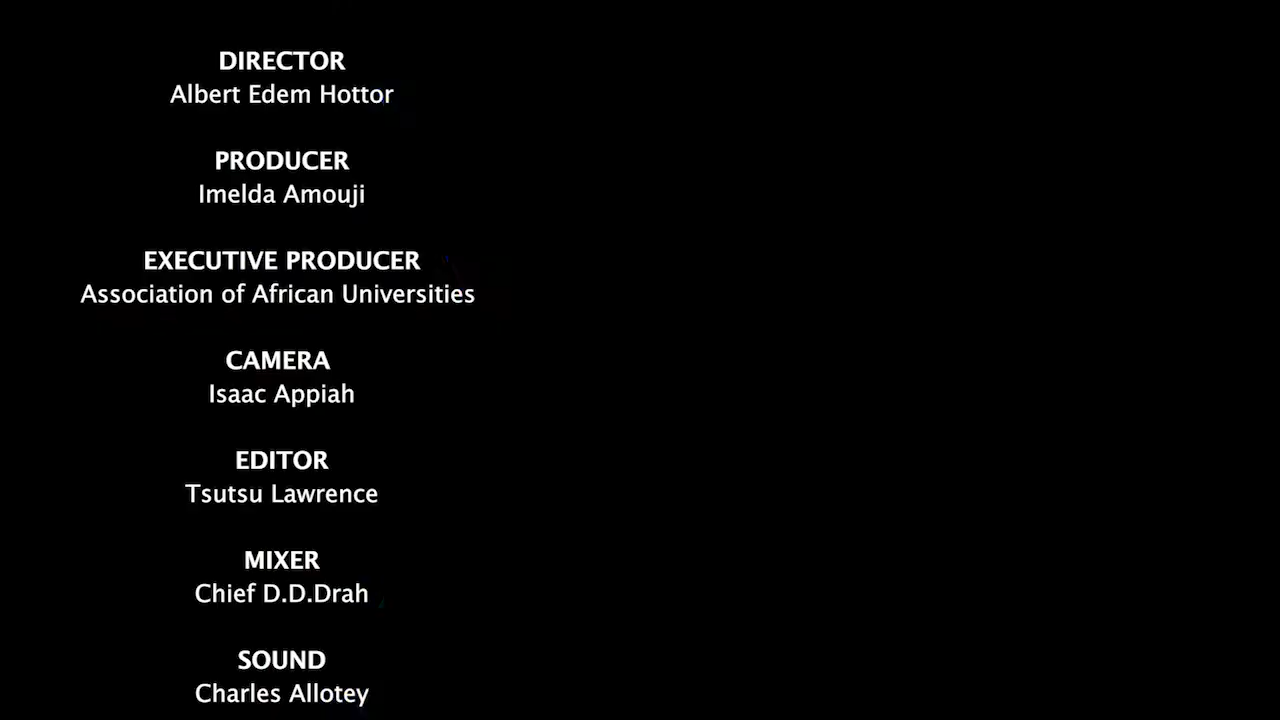 DIRECTOR
Albert Edem Hottor
PRODUCER
Imelda Amouji
EXECUTIVE PRODUCER
Association of African Universities
CAMERA
Isaac Appiah
EDITOR
Tsutsu Lawrence
MIXER
Chief D.D.Drah
SOUND
Charles Allotey